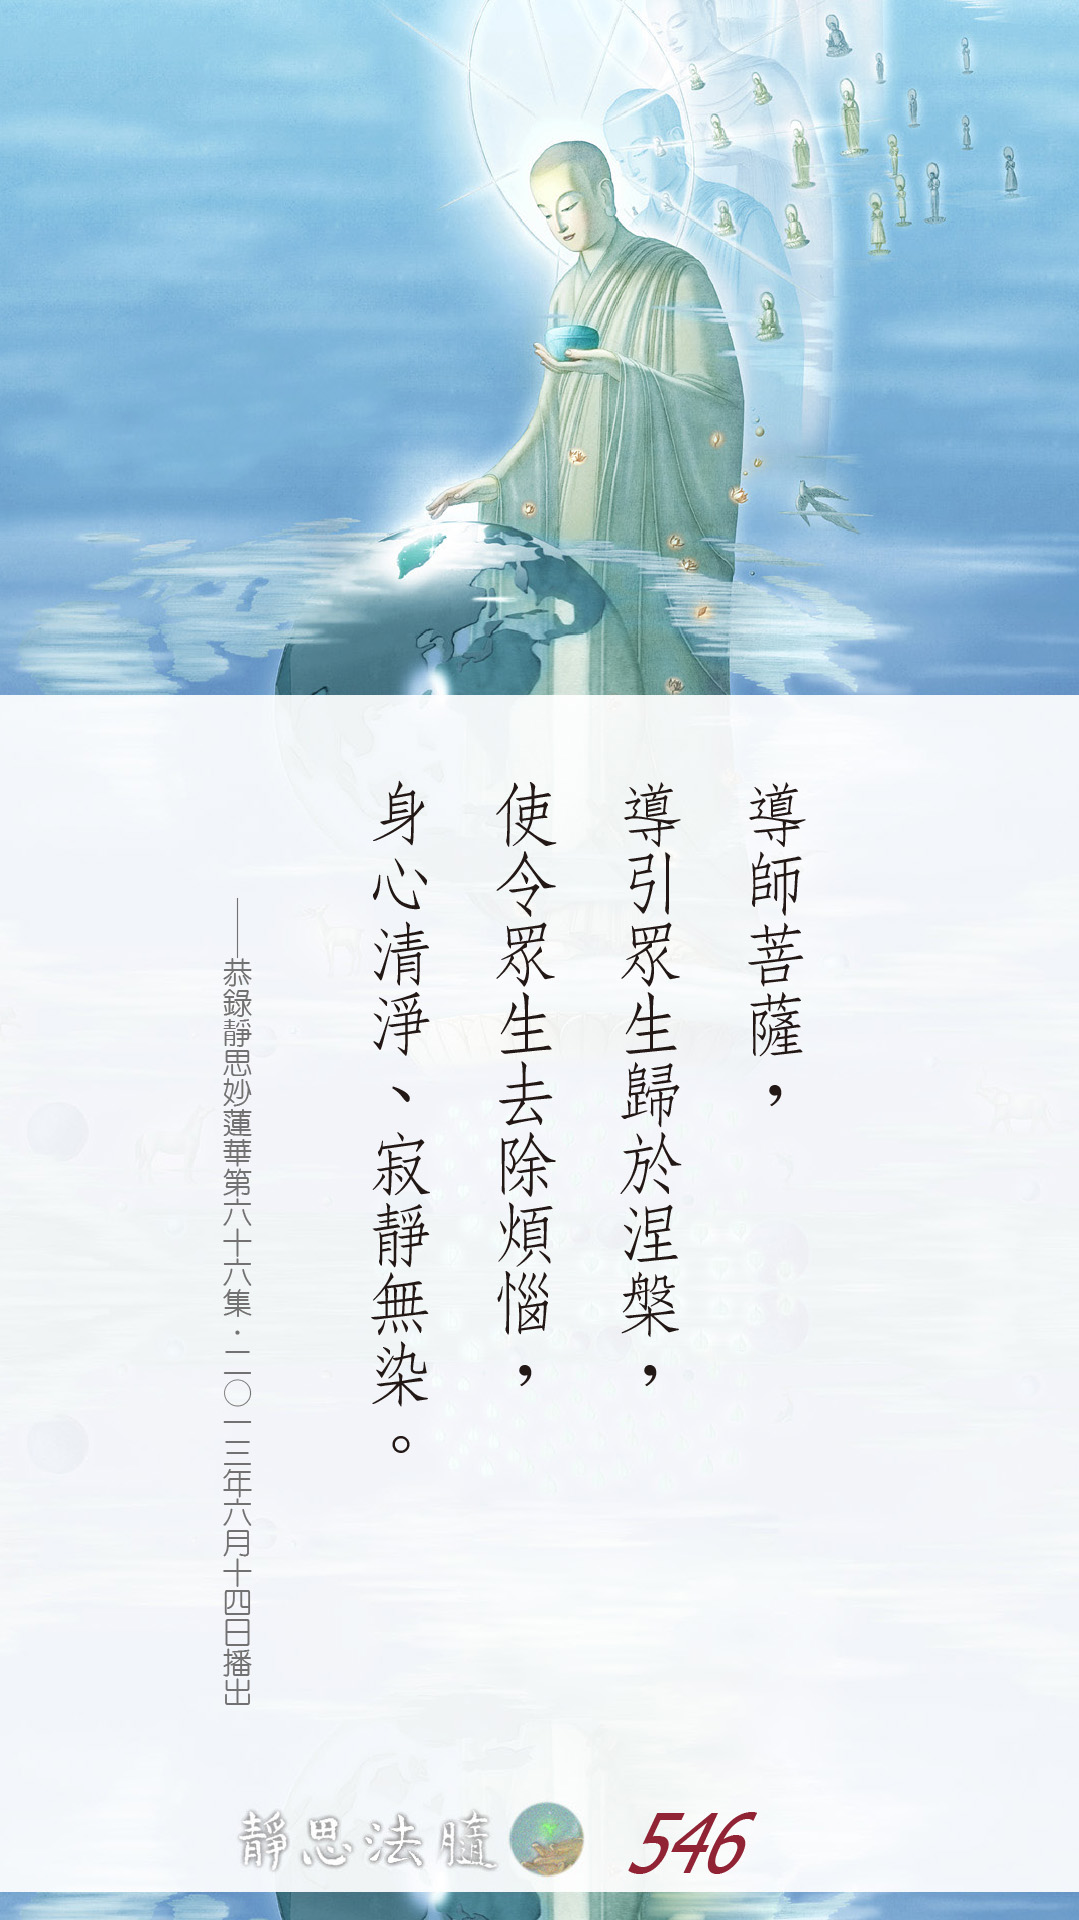 導師菩薩，
導引眾生歸於涅槃，
使令眾生去除煩惱，
身心清淨、寂靜無染。
——恭錄靜思妙蓮華第六十六集．二〇一三年六月十四日播出
靜思法髓
546